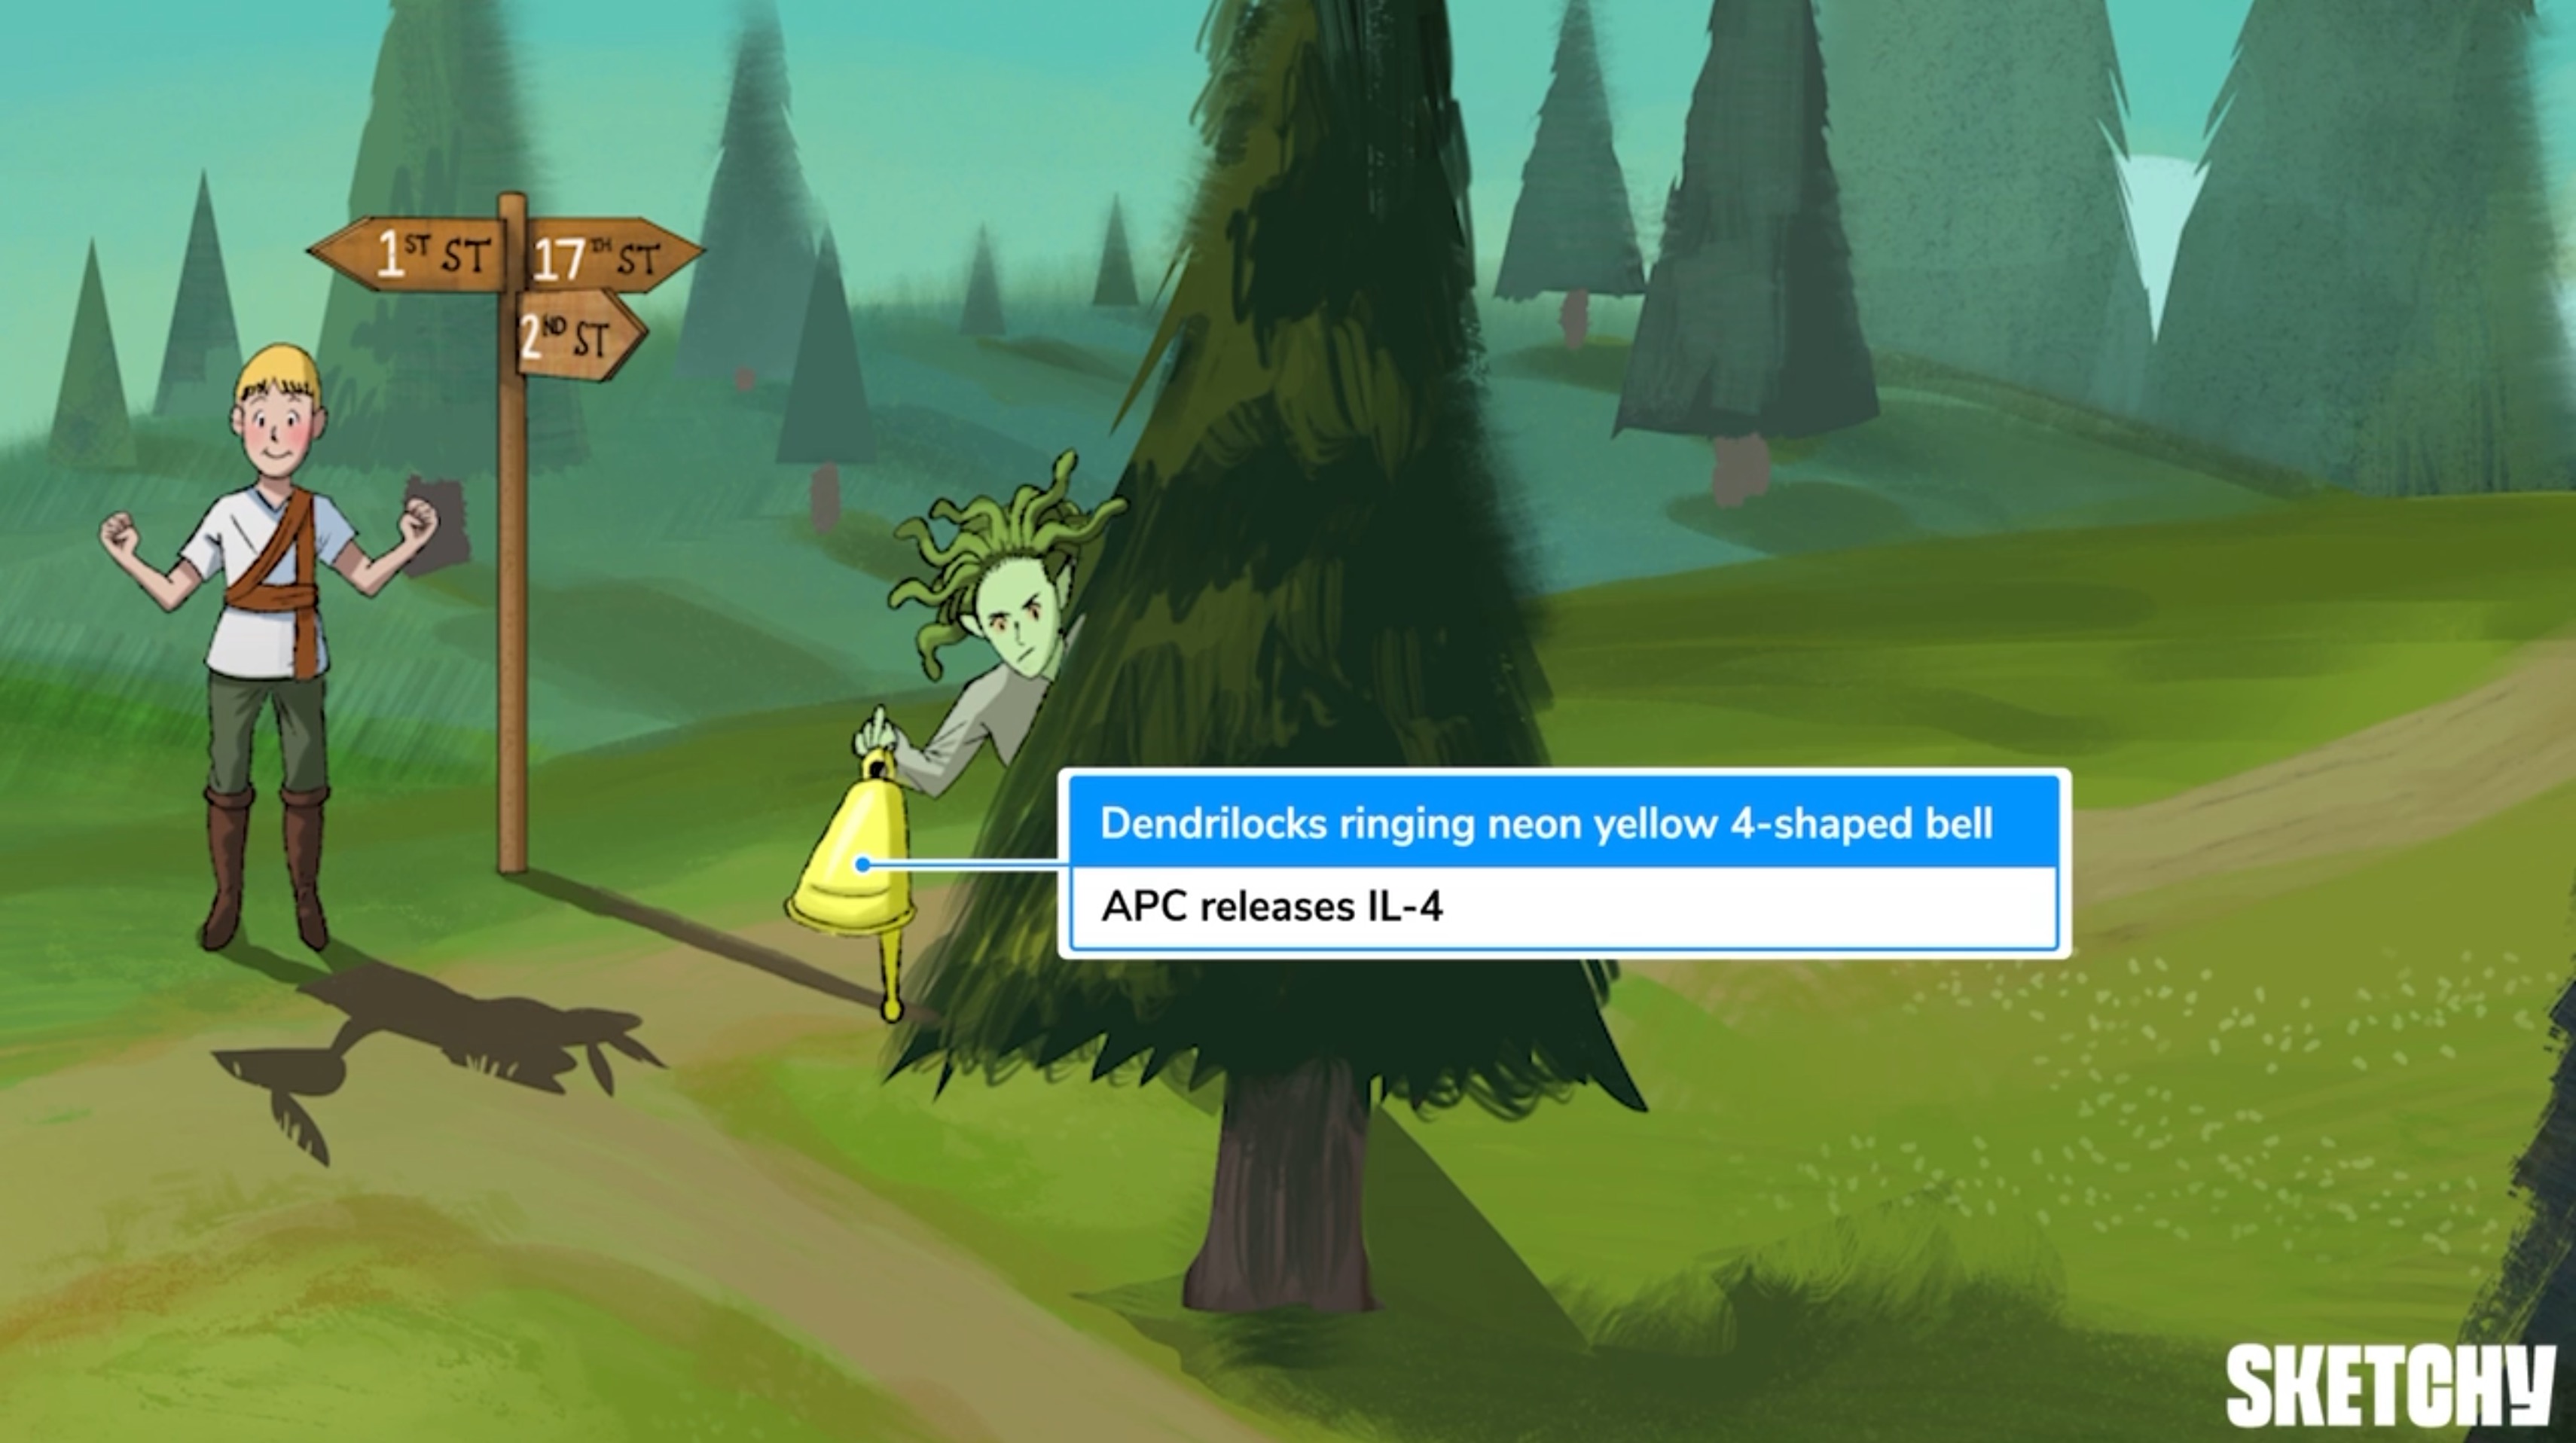 1ST ST
17TH ST
2ND ST
Dendrilocks ringing neon yellow 4-shaped bell
APC releases IL-4
SKETCHY